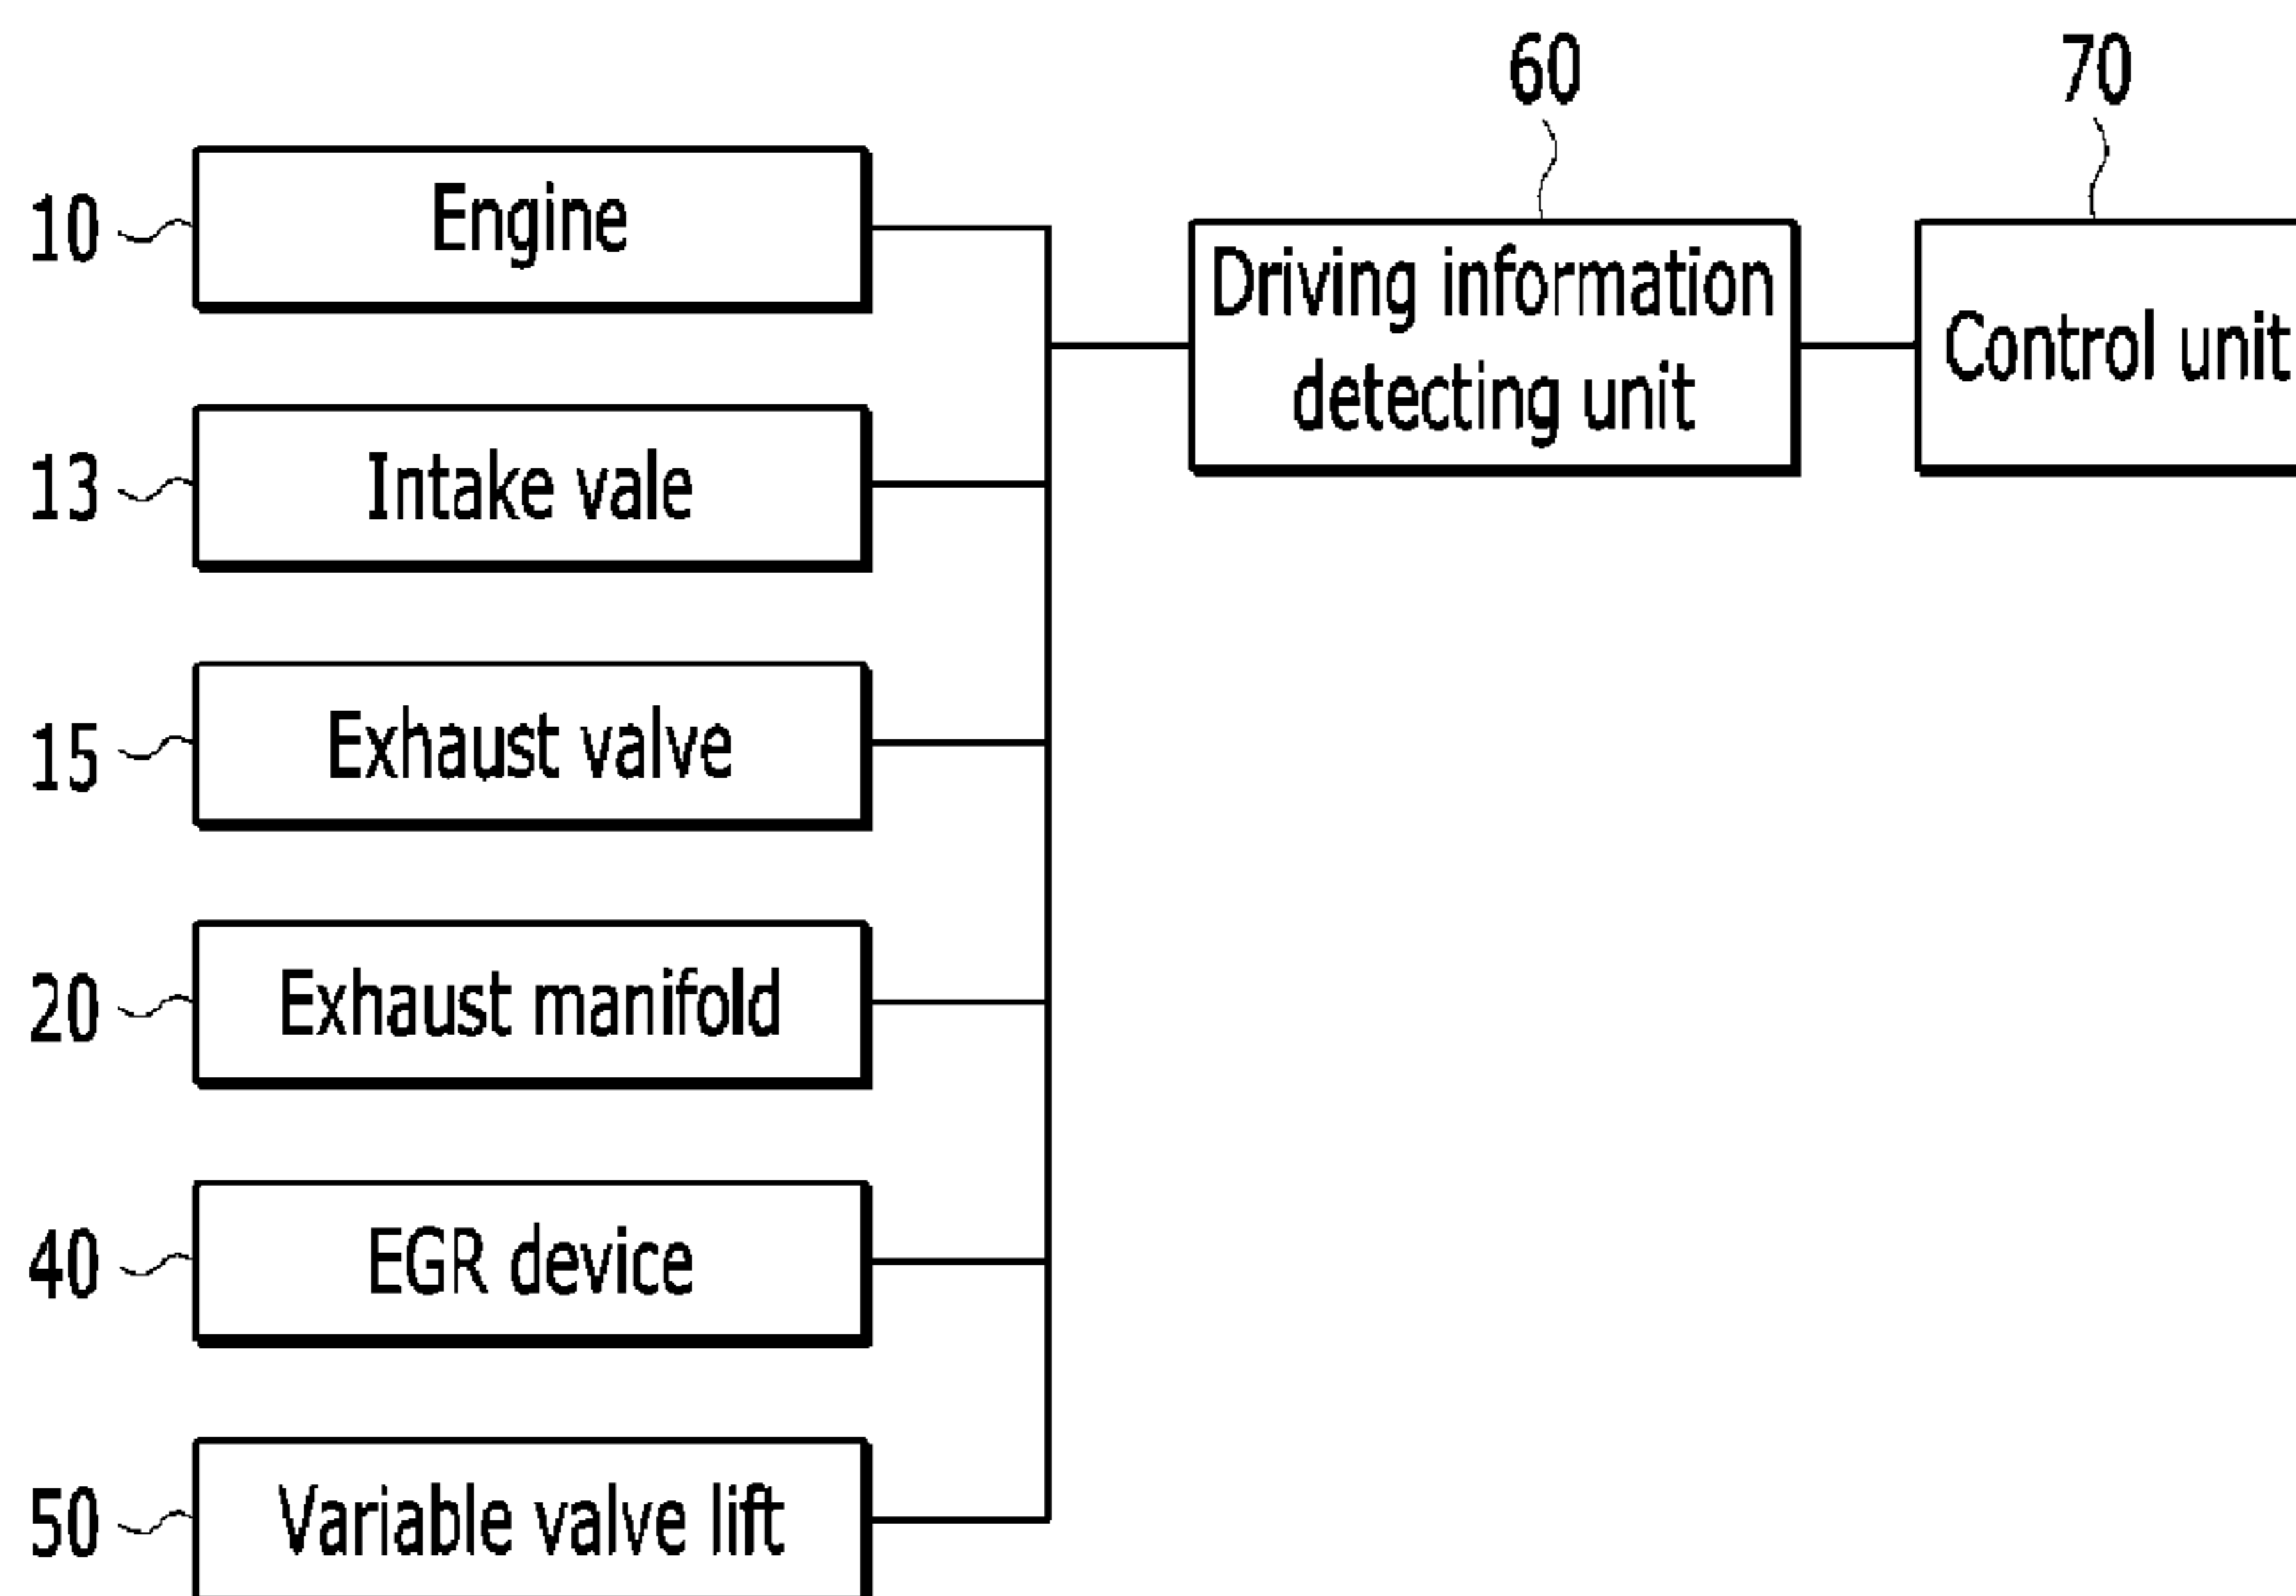 60
70
10
Engine
Driving information
detecting unit
Control unit
13
Intake vale
15
Exhaust valve
20
Exhaust manifold
40
EGR device
50
Variable valve lift